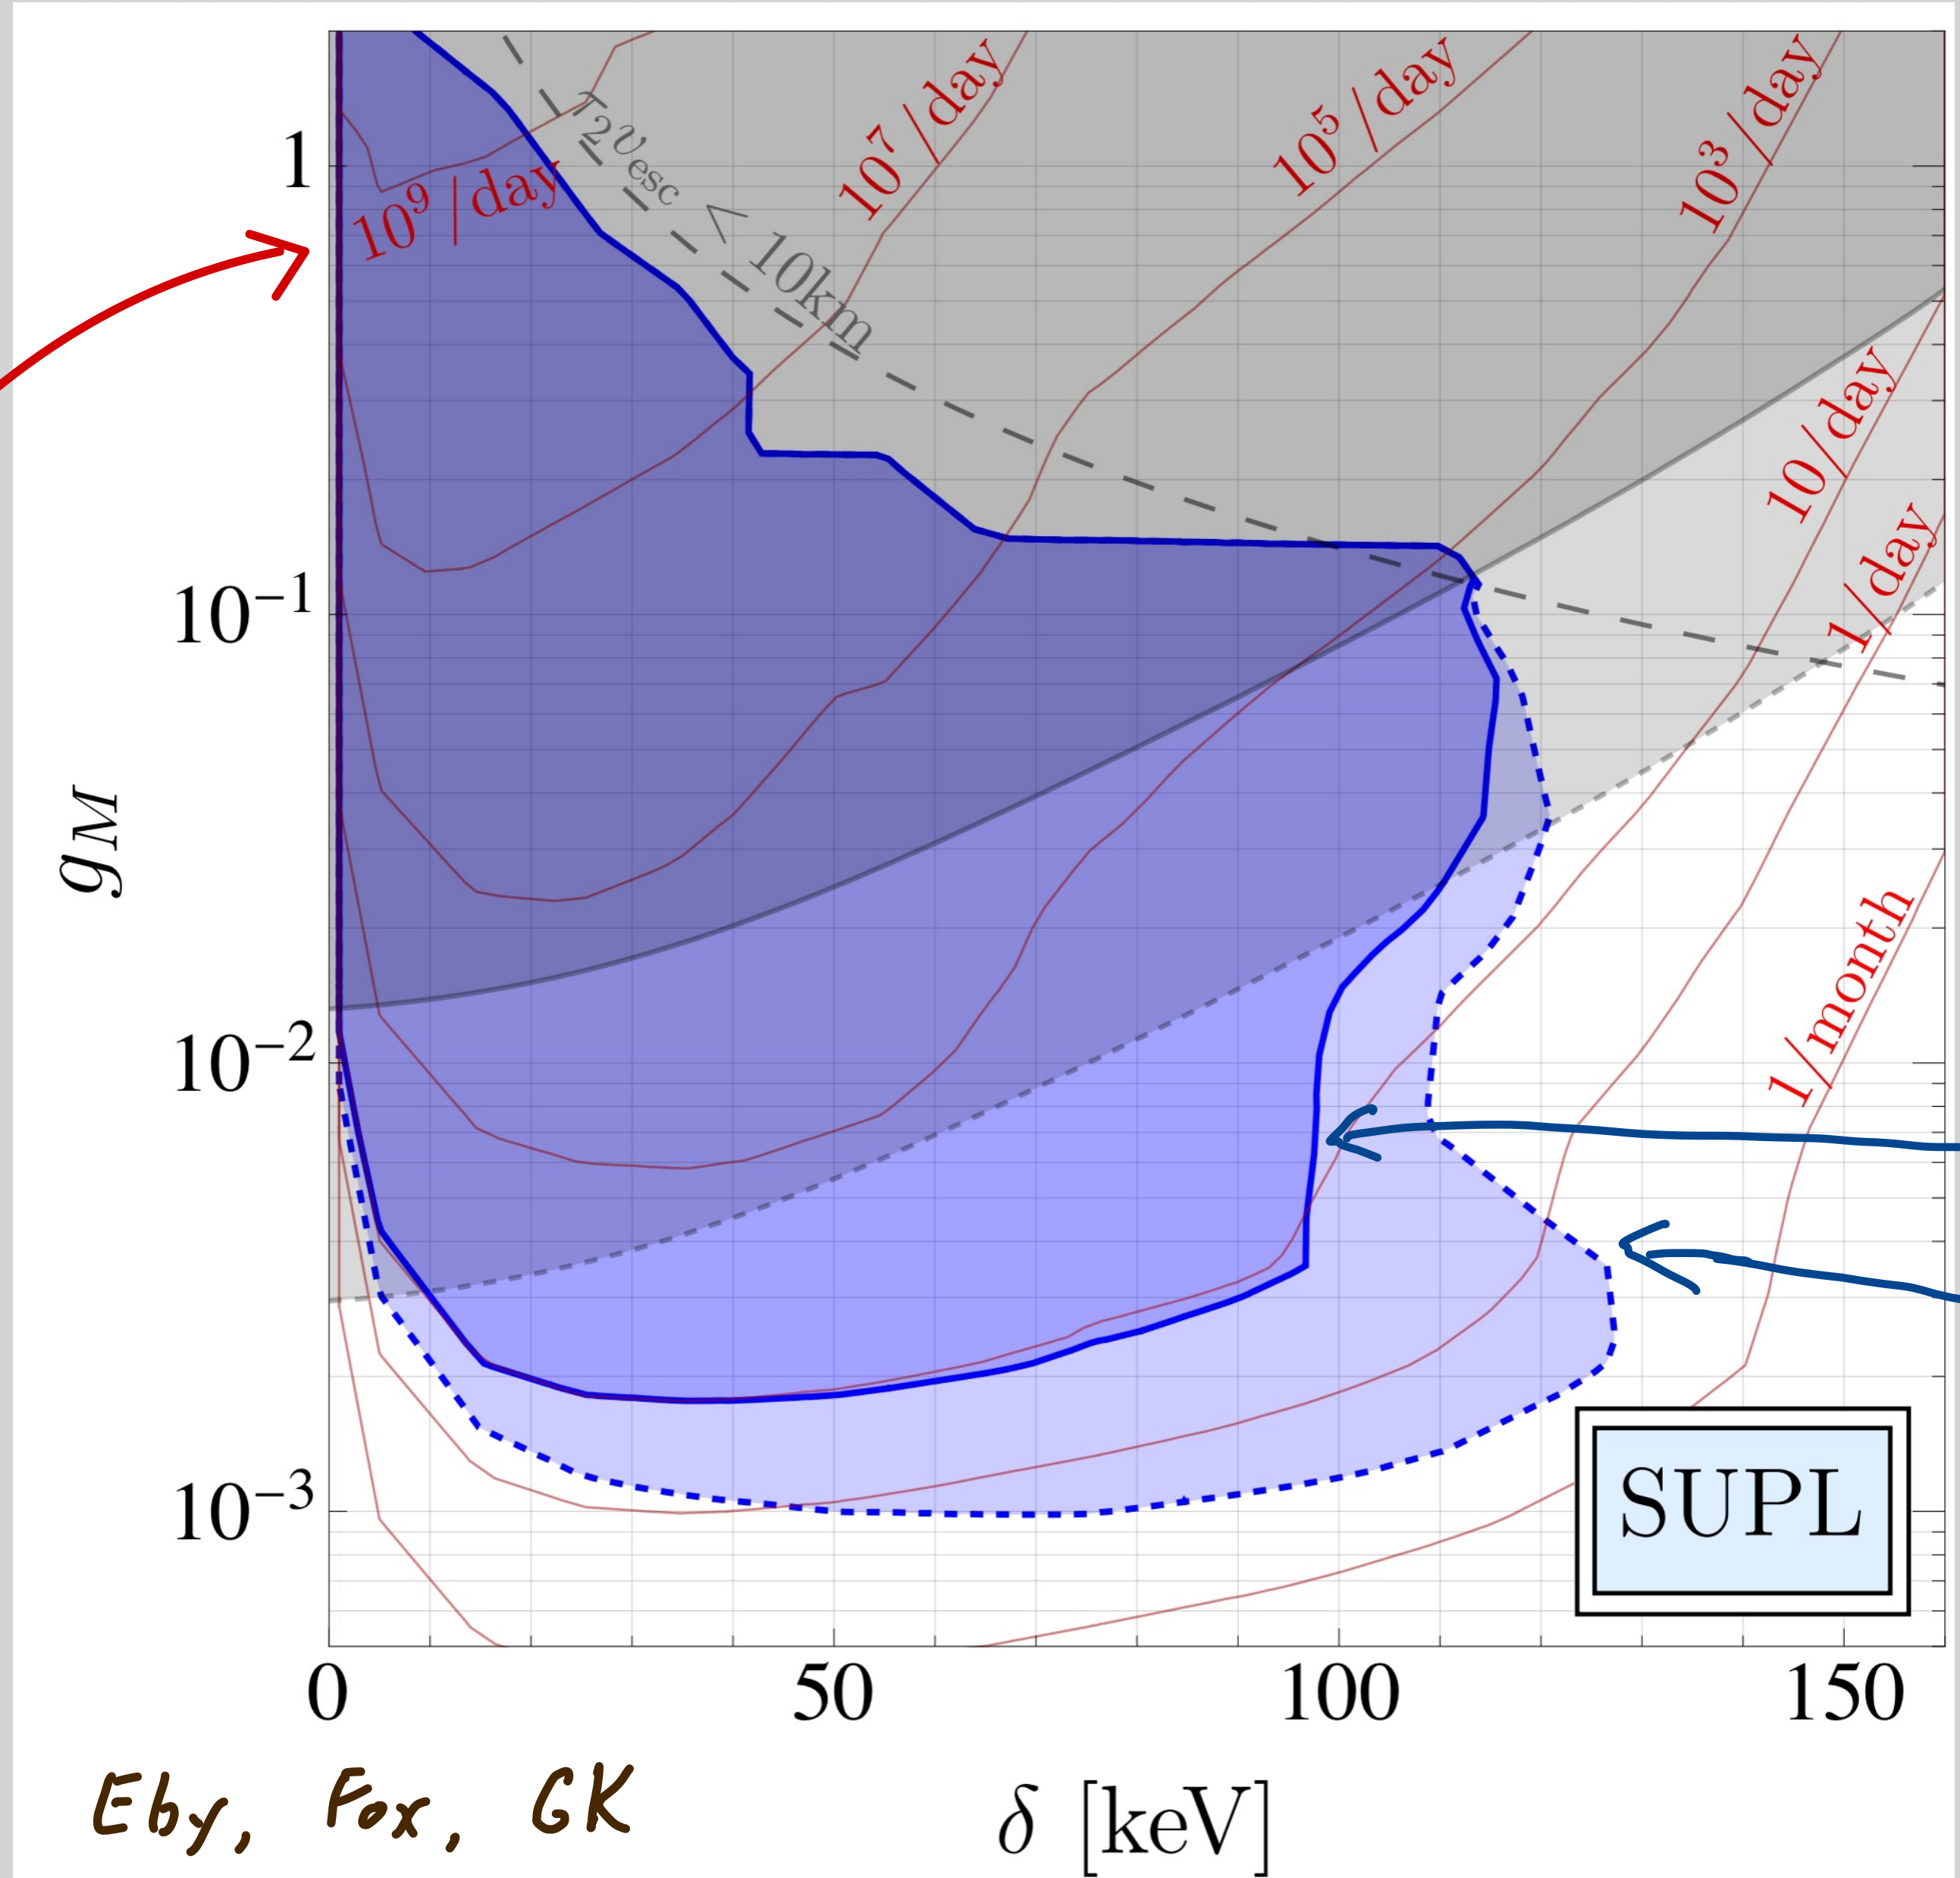 10⁹/day
10⁷/day
10⁵/day
10³/day
10/day
1/day
1/month
τ₂v_esc < 10km
1
10⁻¹
10⁻²
10⁻³
g_M
SUPL
0 50 100 150
δ [keV]
Eby, Fox, GK